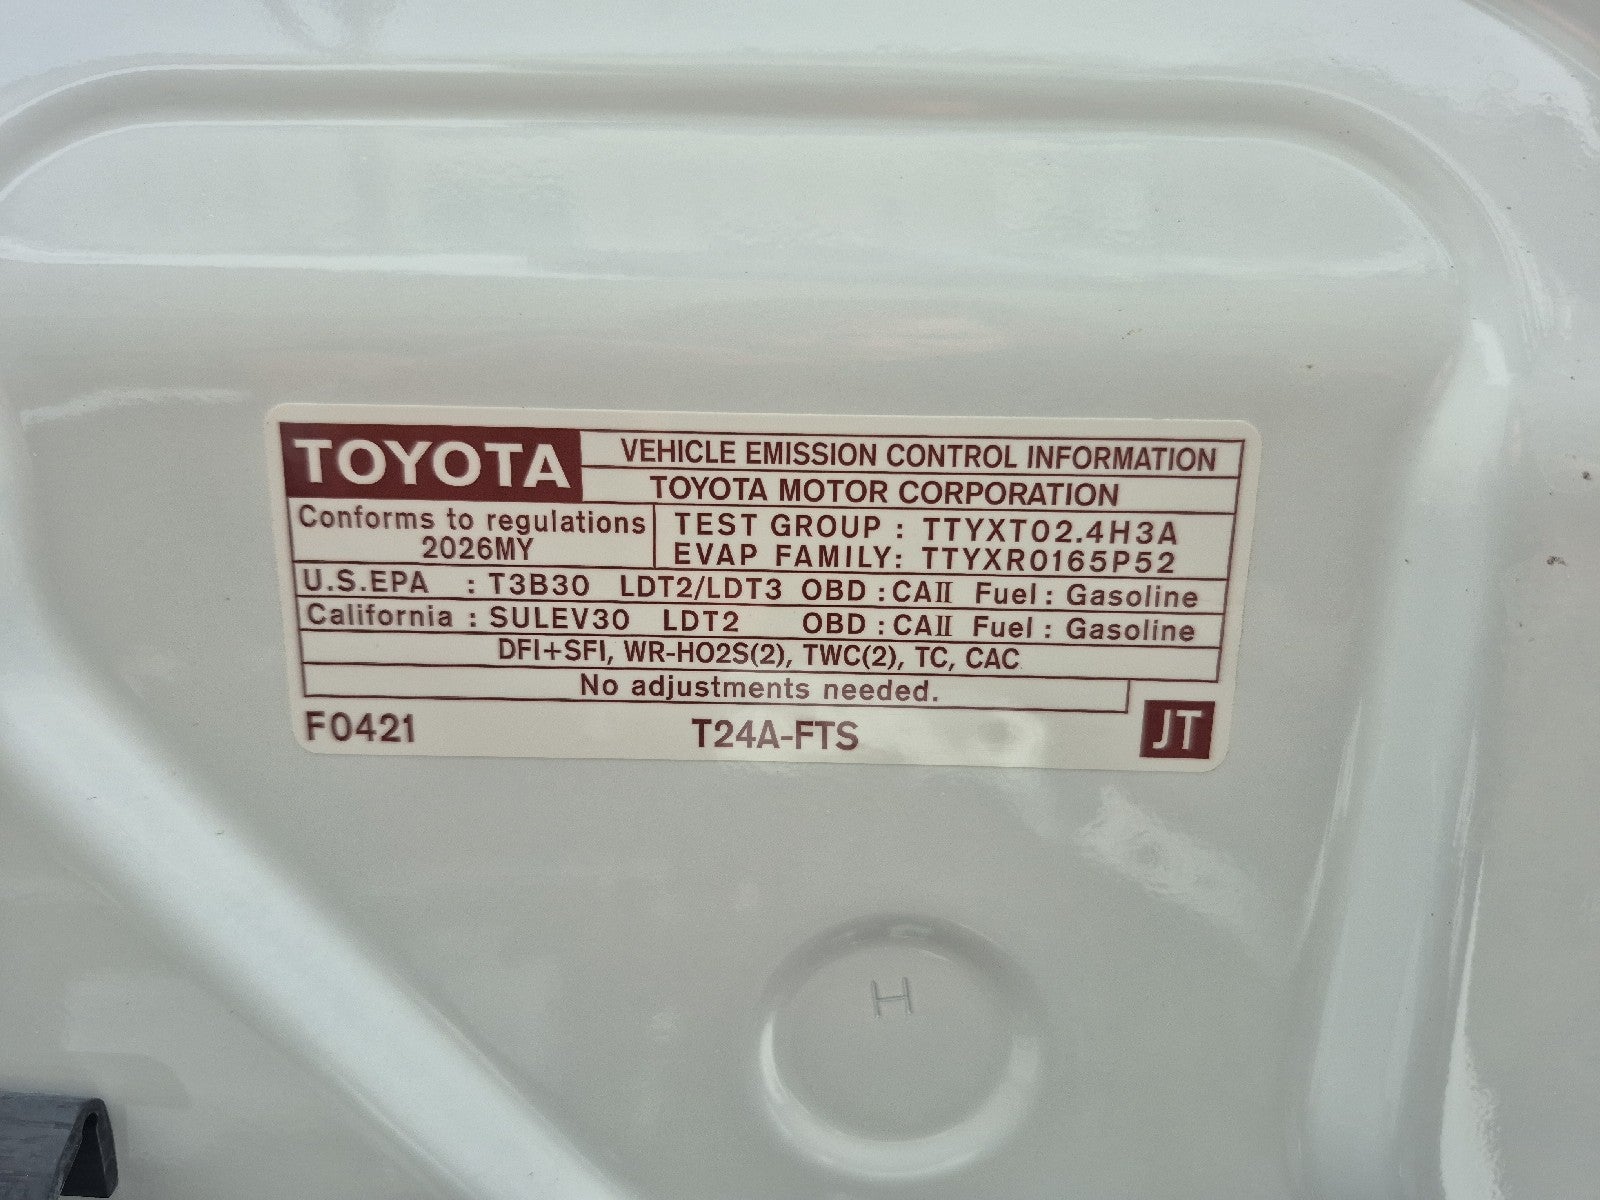 TOYOTA
VEHICLE EMISSION CONTROL INFORMATION
TOYOTA MOTOR CORPORATION
Conforms to regulations
2026MY
TEST GROUP : TTYXT02.4H3A
EVAP FAMILY: TTYXR0165P52
U.S.EPA : T3B30 LDT2/LDT3 OBD : CAII Fuel : Gasoline
California : SULEV30 LDT2 OBD : CAII Fuel : Gasoline
DFI+SFI, WR-HO2S(2), TWC(2), TC, CAC
No adjustments needed.
F0421 T24A-FTS JT
H